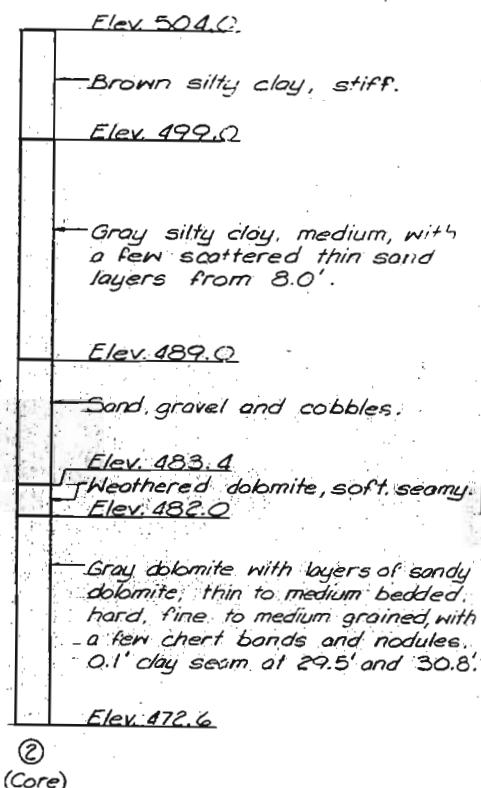 Elev. 504.0
Brown silty clay, stiff.
Elev. 499.0
Gray silty clay, medium, with
a few scattered thin sand
layers from 8.0'.
Elev. 489.0
Sand, gravel and cobbles.
Elev. 483.4
Weathered dolomite, soft, seamy.
Elev. 482.0
Gray dolomite with layers of sandy
dolomite, thin to medium bedded,
hard, fine to medium grained, with
a few chert bands and nodules.
0.1' clay seam at 29.5' and 30.8'.
Elev. 472.6
2
(Core)